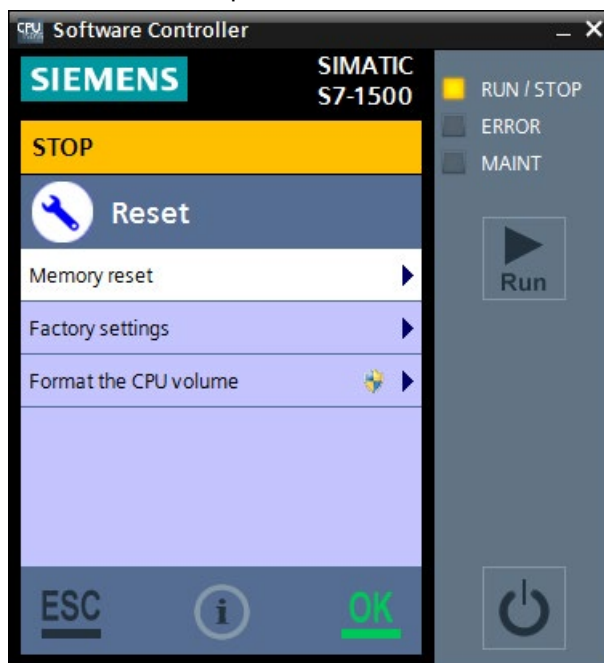 CPU Software Controller
SIEMENS
SIMATIC
S7-1500
STOP
Reset
Memory reset
Factory settings
Format the CPU volume
ESC
i
OK
RUN / STOP
ERROR
MAINT
Run